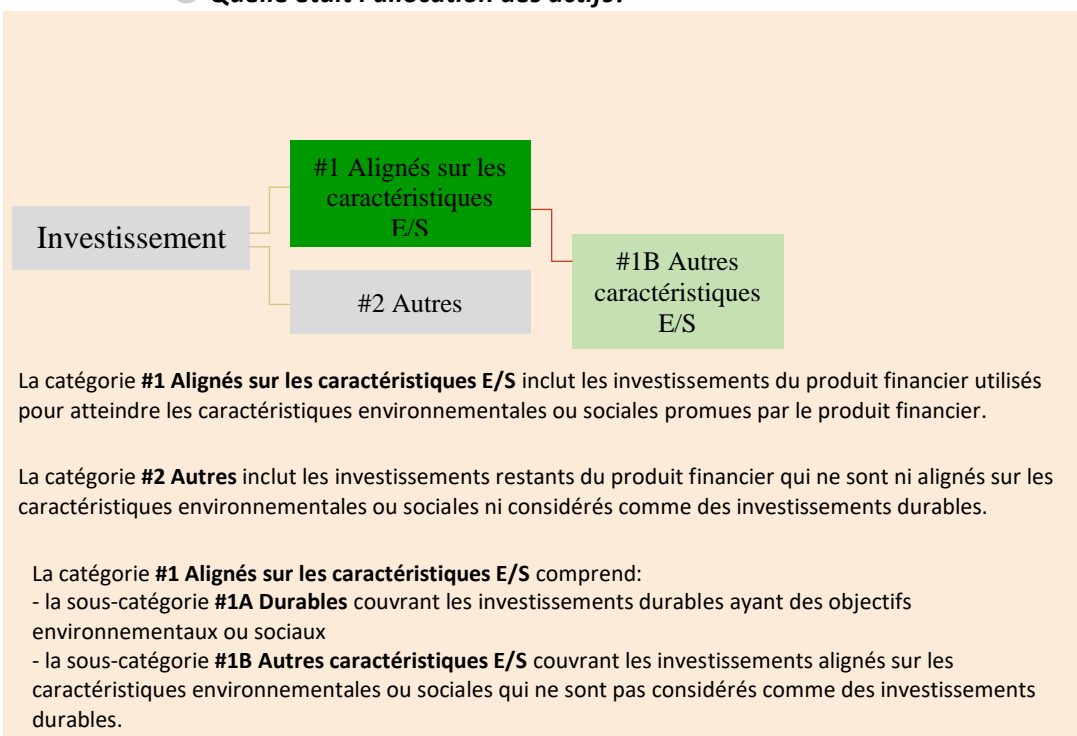 Quelle était l'allocation des actifs?
#1 Alignés sur les
caractéristiques
E/S
Investissement
#2 Autres
#1B Autres
caractéristiques
E/S
La catégorie #1 Alignés sur les caractéristiques E/S inclut les investissements du produit financier utilisés
pour atteindre les caractéristiques environnementales ou sociales promues par le produit financier.
La catégorie #2 Autres inclut les investissements restants du produit financier qui ne sont ni alignés sur les
caractéristiques environnementales ou sociales ni considérés comme des investissements durables.
La catégorie #1 Alignés sur les caractéristiques E/S comprend:
- la sous-catégorie #1A Durables couvrant les investissements durables ayant des objectifs
environnementaux ou sociaux
- la sous-catégorie #1B Autres caractéristiques E/S couvrant les investissements alignés sur les
caractéristiques environnementales ou sociales qui ne sont pas considérés comme des investissements
durables.